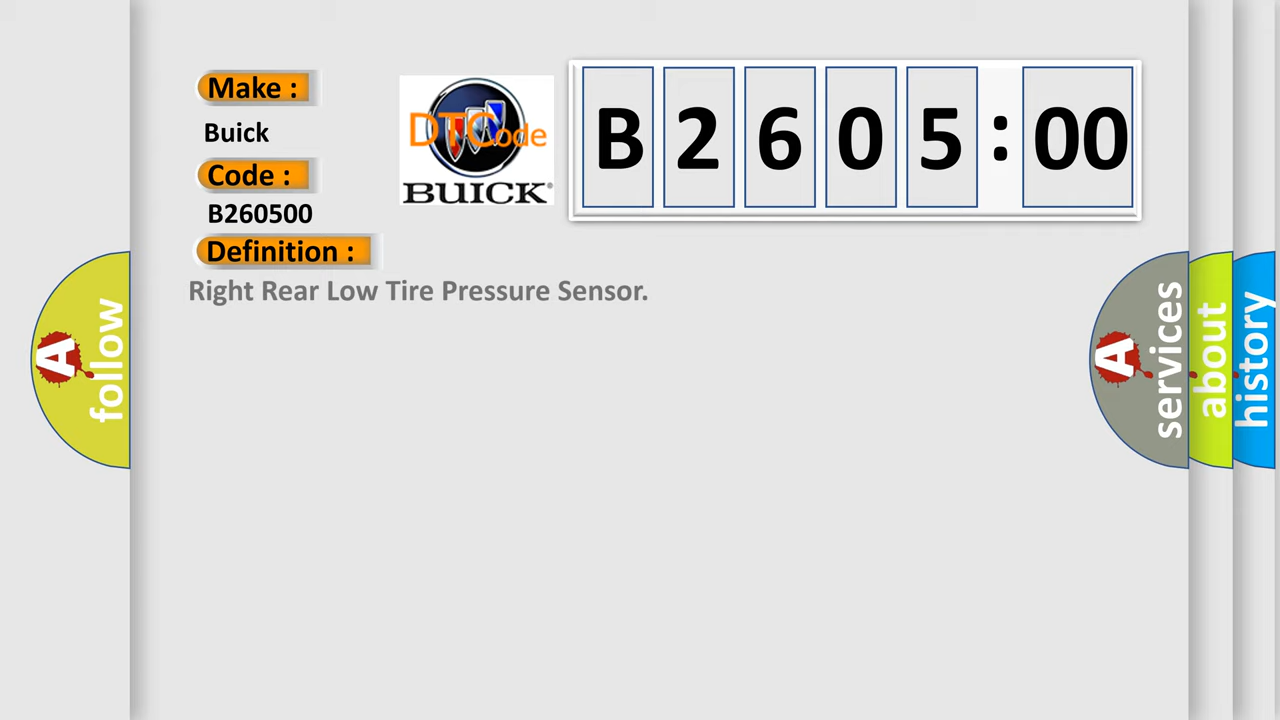 Make :
Buick
Code :
B260500
Definition :
Right Rear Low Tire Pressure Sensor.
DTCode
BUICK®
B 2 6 0 5 : 00
A follow
A services
about
history